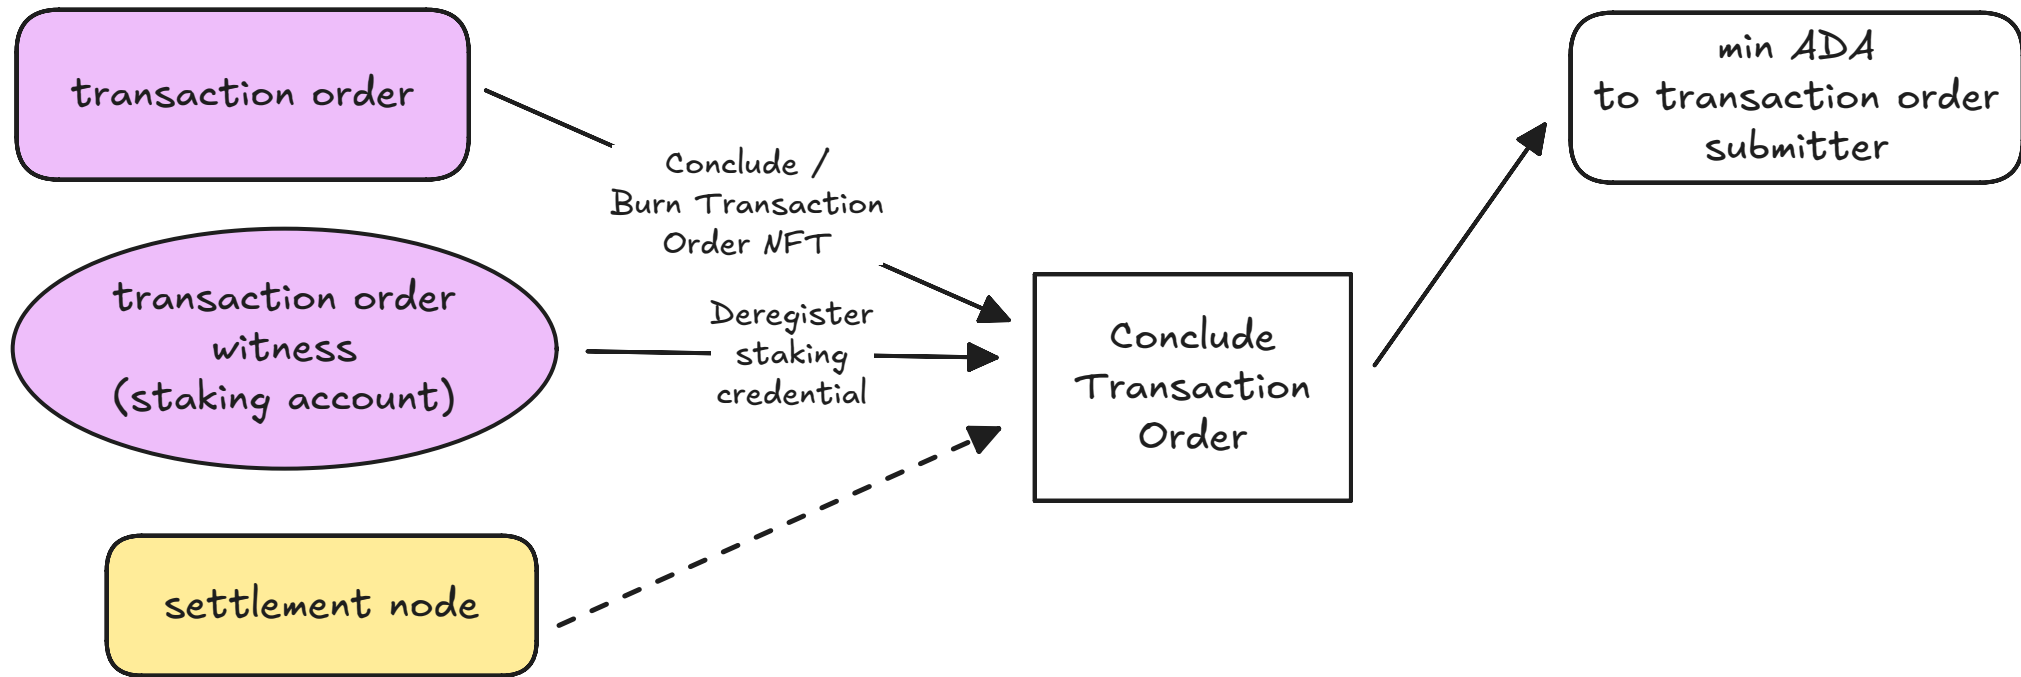 transaction order
Conclude /
Burn Transaction
Order NFT
transaction order
witness
(staking account)
Deregister
staking
credential
settlement node
Conclude
Transaction
Order
min ADA
to transaction order
submitter